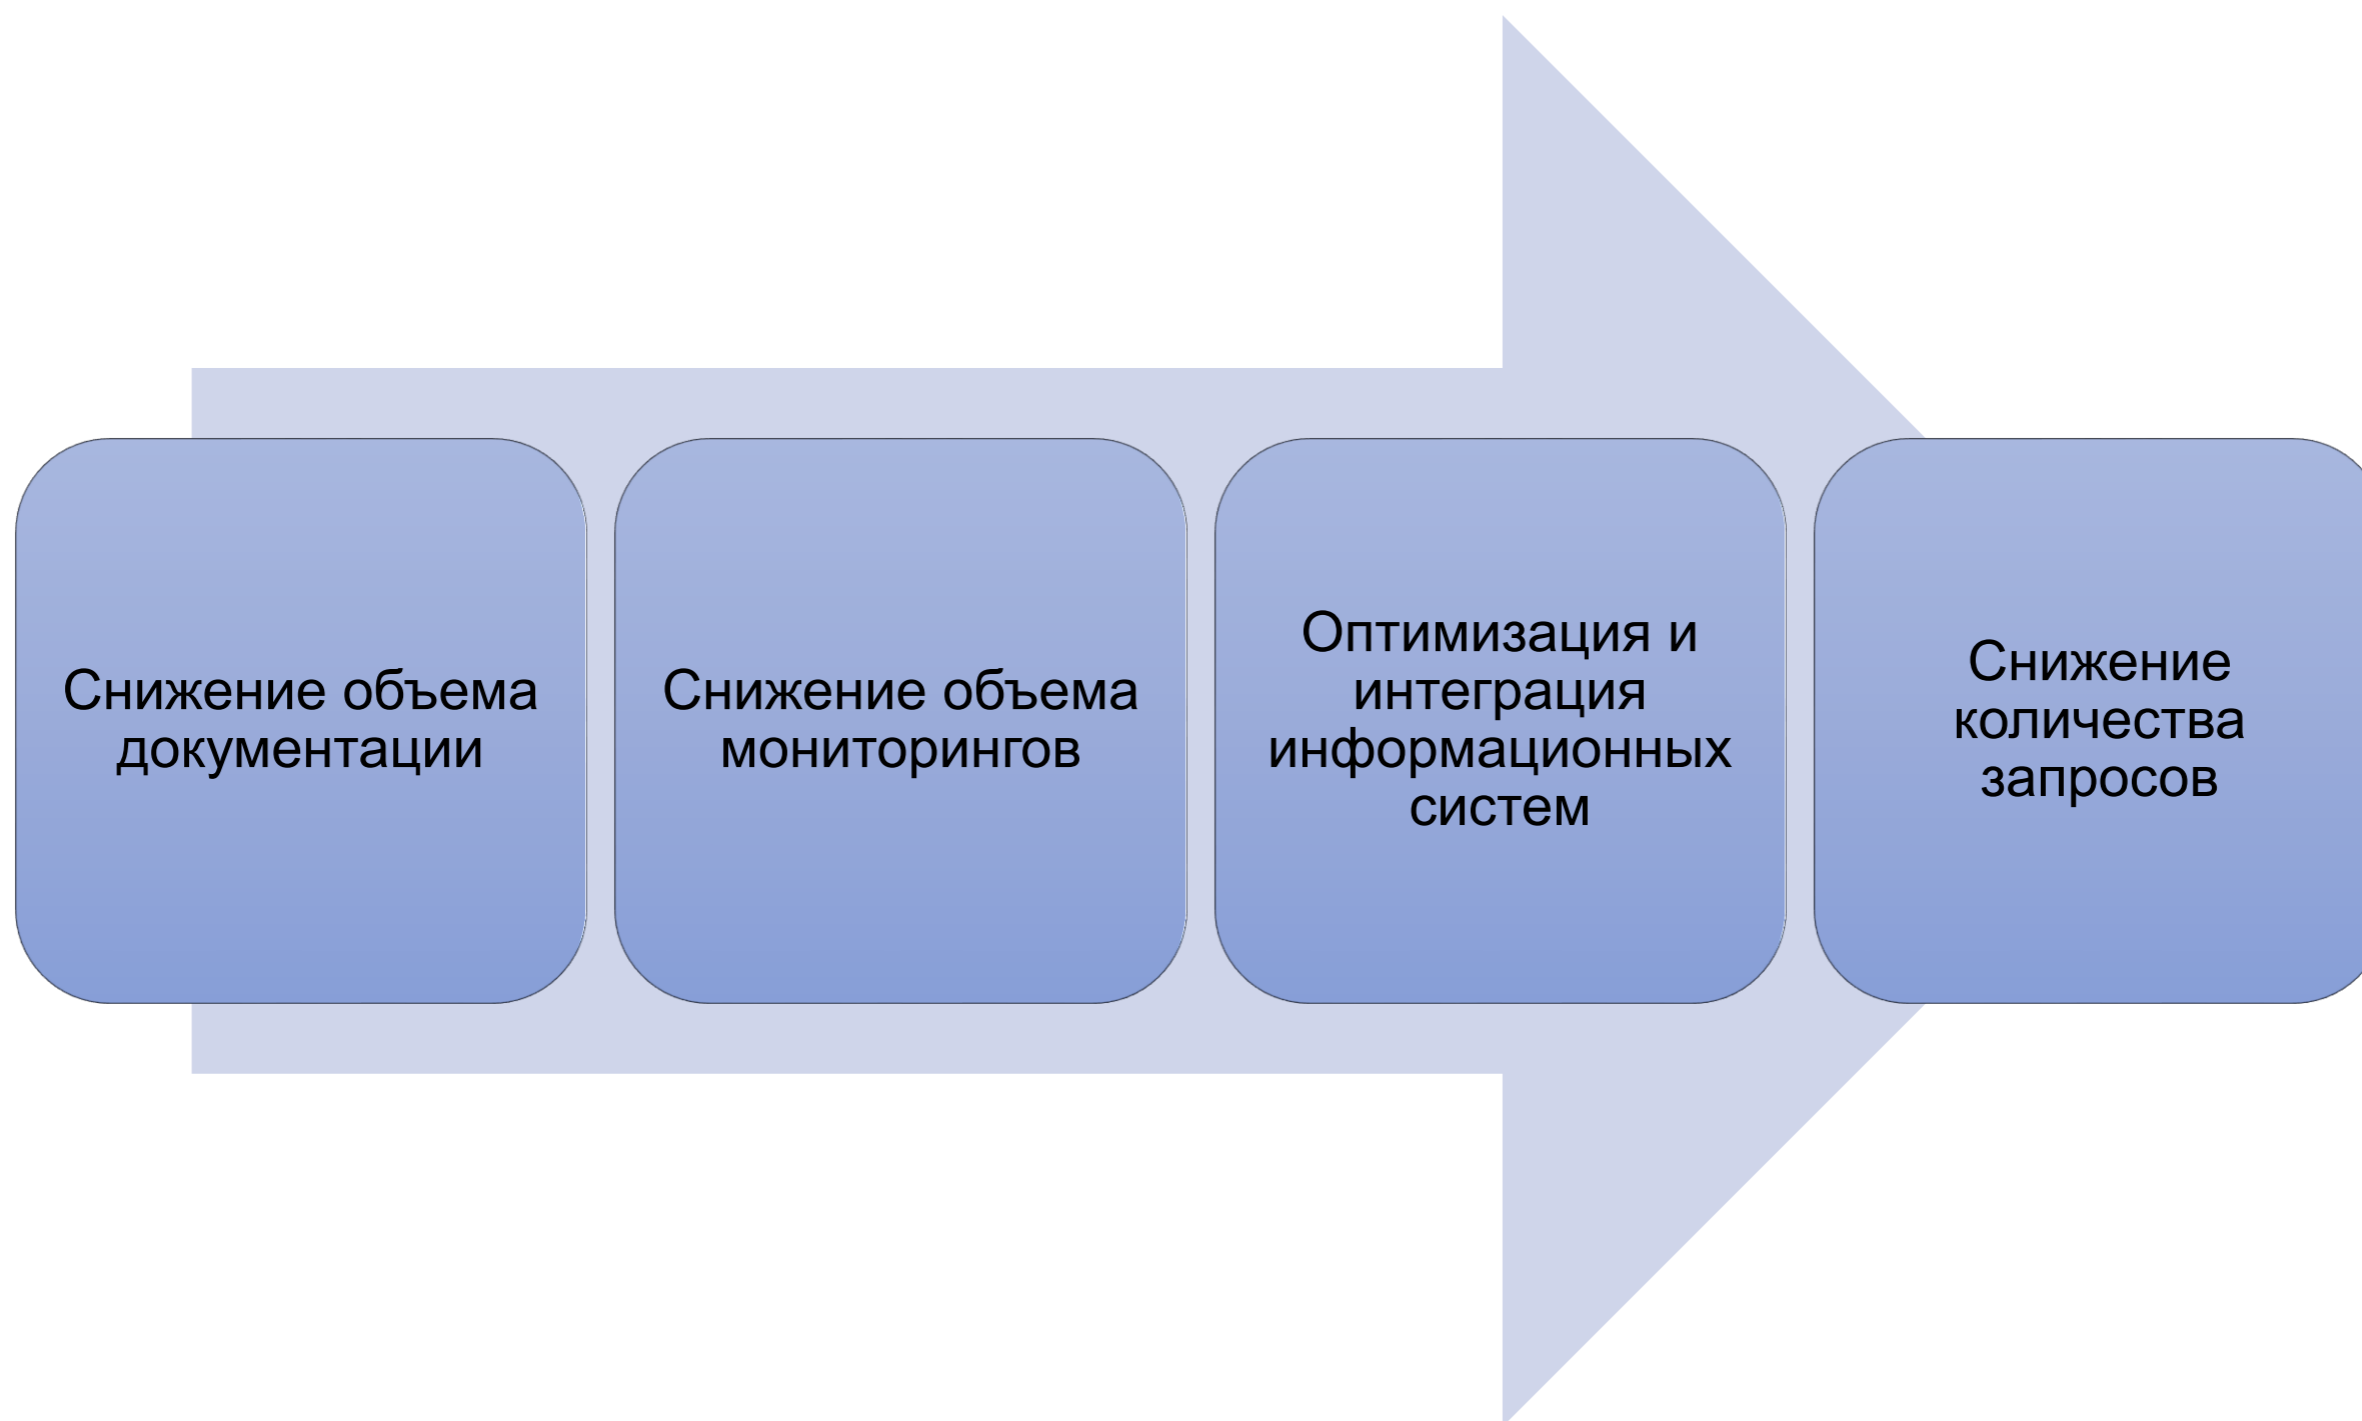 Снижение объема
документации
Снижение объема
мониторингов
Оптимизация и
интеграция
информационных
систем
Снижение
количества
запросов